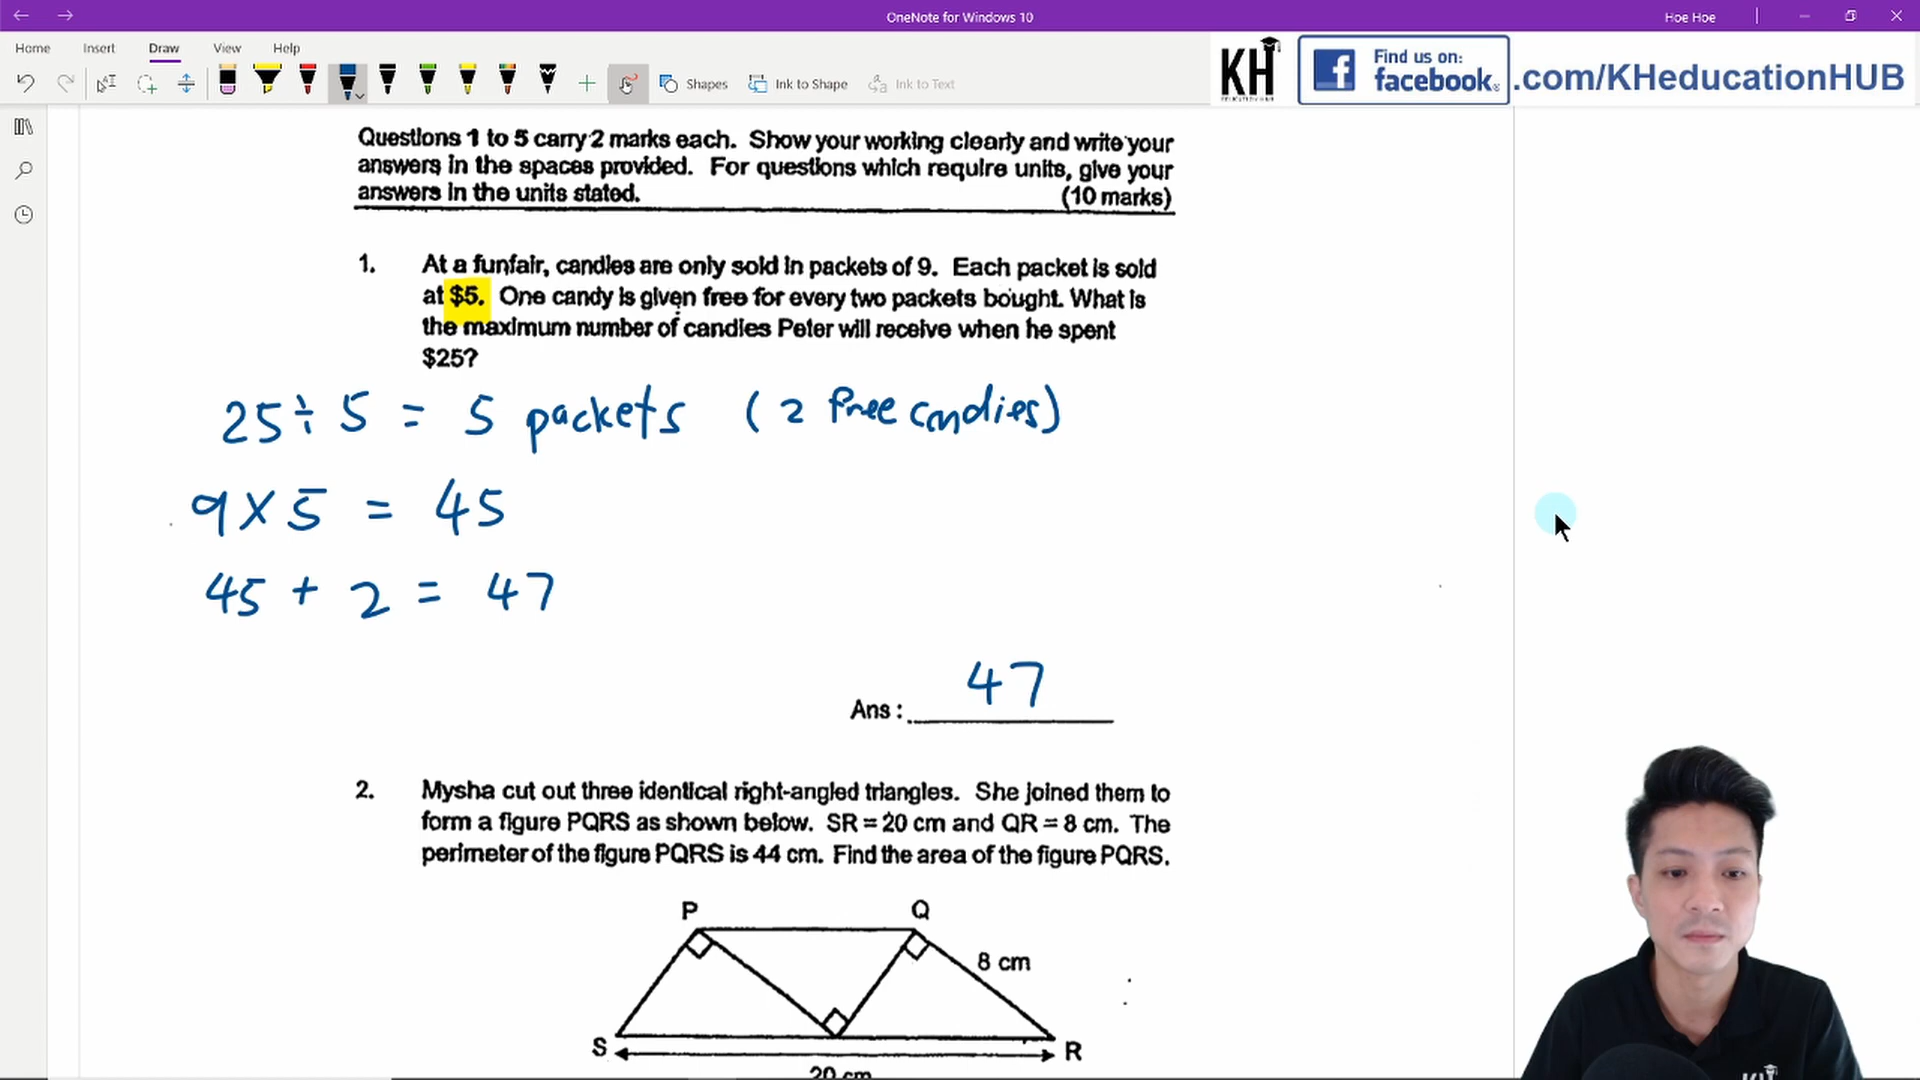 OneNote for Windows 10
Hoe Hoe
Home Insert Draw View Help
Shapes Ink to Shape Ink to Text
KH
Find us on:
facebook. .com/KHeducationHUB
Questions 1 to 5 carry 2 marks each. Show your working clearly and write your
answers in the spaces provided. For questions which require units, give your
answers in the units stated. (10 marks)
1. At a funfair, candies are only sold in packets of 9. Each packet is sold
at $5. One candy is given free for every two packets bought. What is
the maximum number of candies Peter will receive when he spent
$25?
25 ÷ 5 = 5 packets (2 free candies)
9 X 5 = 45
45 + 2 = 47
47
Ans :
2. Mysha cut out three identical right-angled triangles. She joined them to
form a figure PQRS as shown below. SR = 20 cm and QR = 8 cm. The
perimeter of the figure PQRS is 44 cm. Find the area of the figure PQRS.
P Q
8 cm
S R
20 cm